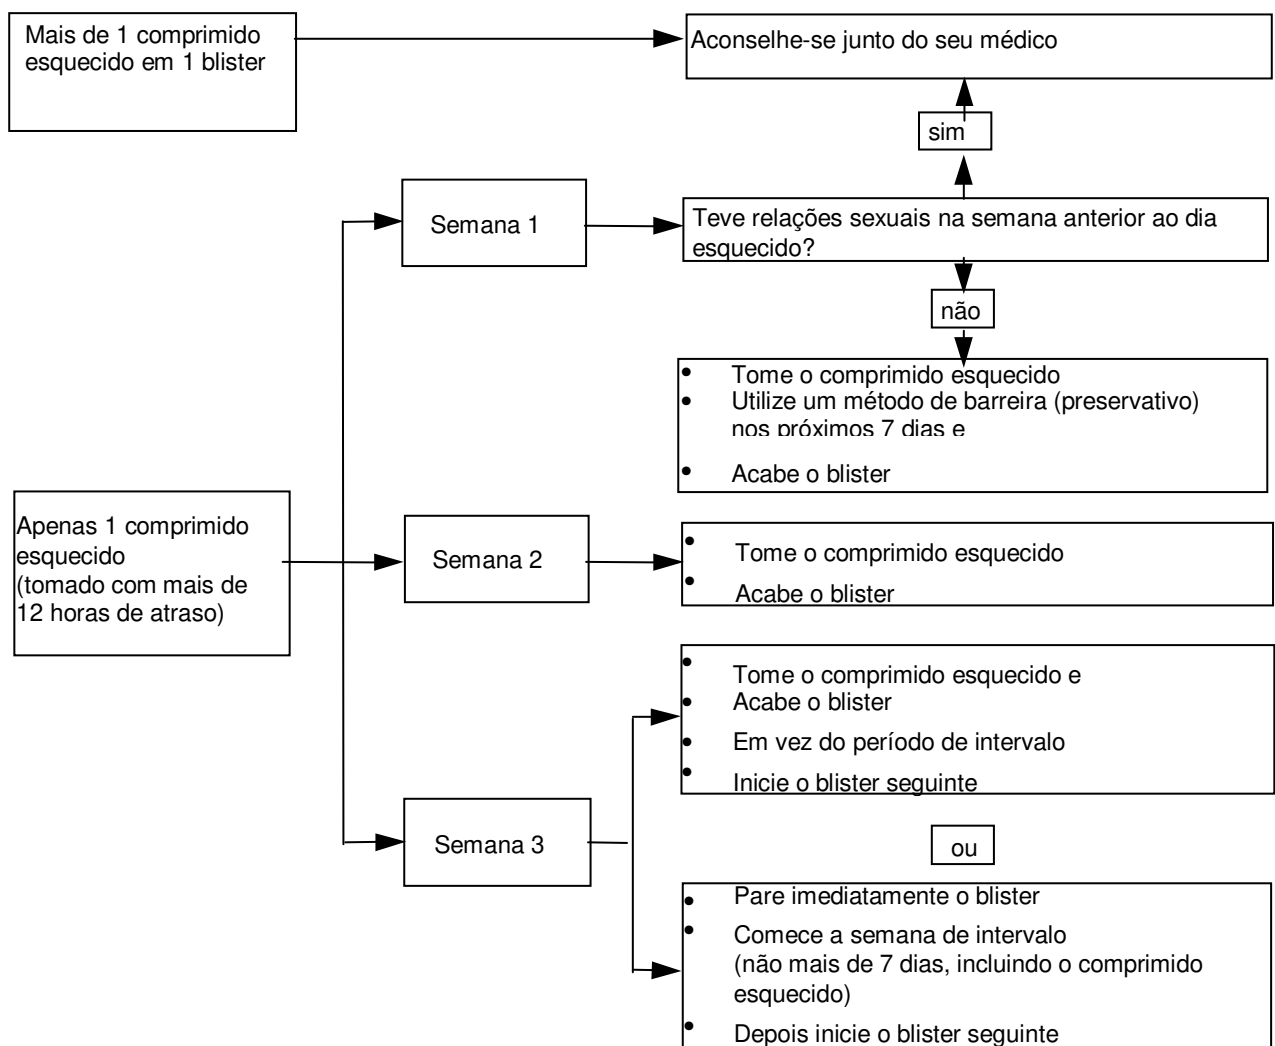 Mais de 1 comprimido
esquecido em 1 blister
Aconselhe-se junto do seu médico
sim
Semana 1
Teve relações sexuais na semana anterior ao dia
esquecido?
não
• Tome o comprimido esquecido
• Utilize um método de barreira (preservativo)
nos próximos 7 dias e
• Acabe o blister
Apenas 1 comprimido
esquecido
(tomado com mais de
12 horas de atraso)
Semana 2
• Tome o comprimido esquecido
• Acabe o blister
Semana 3
• Tome o comprimido esquecido e
• Acabe o blister
• Em vez do período de intervalo
• Inicie o blister seguinte
ou
• Pare imediatamente o blister
• Comece a semana de intervalo
(não mais de 7 dias, incluindo o comprimido
esquecido)
• Depois inicie o blister seguinte